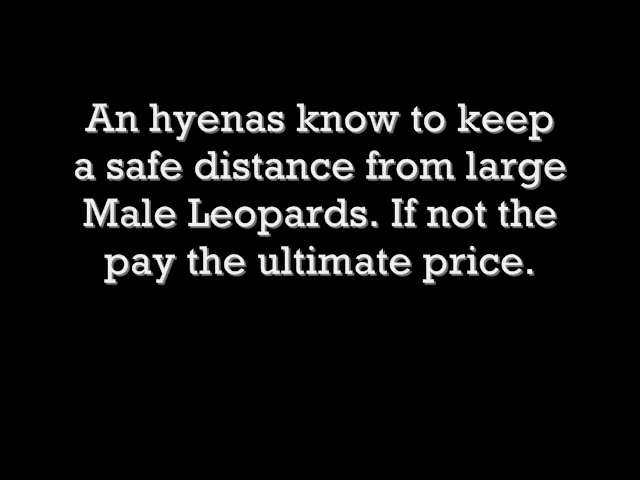 An hyenas know to keep
a safe distance from large
Male Leopards. If not the
pay the ultimate price.